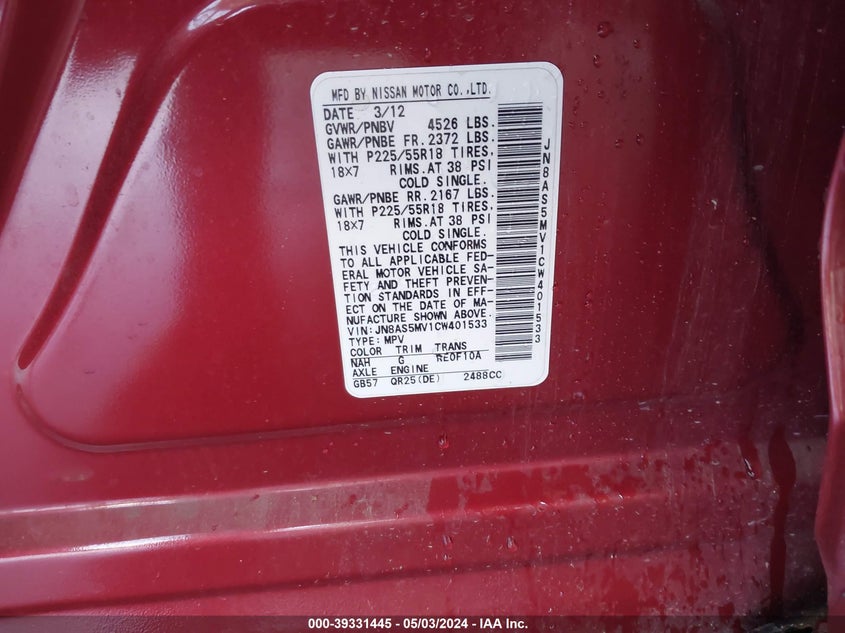 MFD BY NISSAN MOTOR CO.,LTD.
DATE 3/12
GVWR/PNBV 4526 LBS.
GAWR/PNBE FR. 2372 LBS.
WITH P225/55R18 TIRES.
18X7 RIMS. AT 38 PSI
COLD SINGLE.
GAWR/PNBE RR. 2167 LBS.
WITH P225/55R18 TIRES.
18X7 RIMS. AT 38 PSI
COLD SINGLE.
THIS VEHICLE CONFORMS
TO ALL APPLICABLE FED-
ERAL MOTOR VEHICLE SA-
FETY AND THEFT PREVEN-
TION STANDARDS IN EFF-
ECT ON THE DATE OF MA-
NUFACTURE SHOWN ABOVE.
VIN: JN8AS5MV1CW401533
TYPE: MPV
COLOR TRIM TRANS
NAH G RE0F10A
AXLE ENGINE
GB57 QR25(DE) 2488CC
JN8AS5MV1CW401533
000-39331445 - 05/03/2024 - IAA Inc.